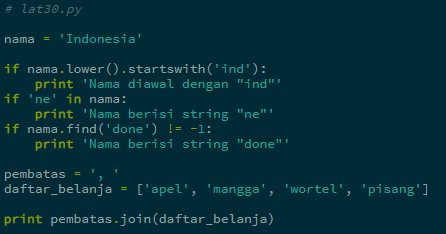 # lat30.py
nama = 'Indonesia'
if nama.lower().startswith('ind'):
    print 'Nama diawal dengan "ind"'
if 'ne' in nama:
    print 'Nama berisi string "ne"'
if nama.find('done') != -1:
    print 'Nama berisi string "done"'
pembatas = ', '
daftar_belanja = ['apel', 'mangga', 'wortel', 'pisang']
print pembatas.join(daftar_belanja)